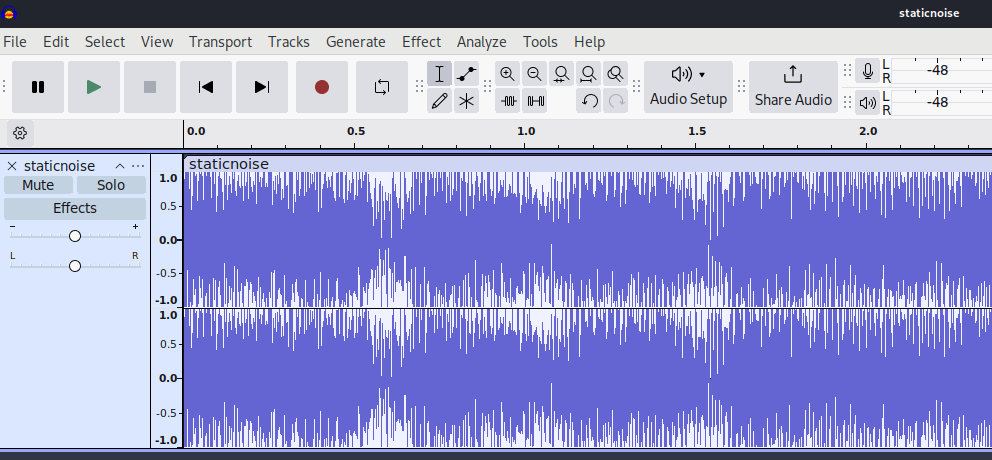 staticnoise
File Edit Select View Transport Tracks Generate Effect Analyze Tools Help
L -48
R
Audio Setup Share Audio
L -48
R
0.0 0.5 1.0 1.5 2.0
staticnoise
staticnoise
Mute Solo
Effects
- +
L R
1.0
0.5
0.0
-0.5
-1.0
1.0
0.5
0.0
-0.5
-1.0